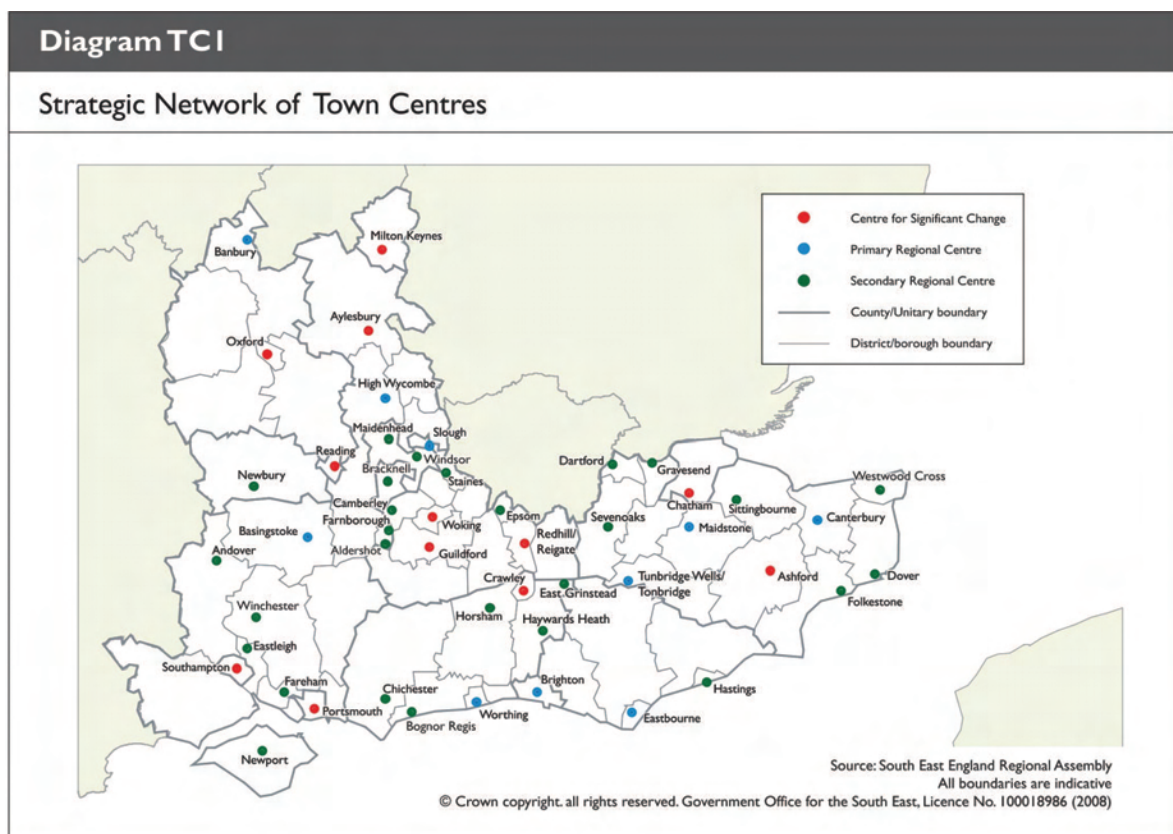 Diagram TC1
Strategic Network of Town Centres
Centre for Significant Change
Primary Regional Centre
Secondary Regional Centre
County/Unitary boundary
District/borough boundary
Milton Keynes
Banbury
Aylesbury
Oxford
High Wycombe
Maidenhead
Slough
Reading
Windsor
Bracknell
Newbury
Staines
Dartford
Gravesend
Westwood Cross
Camberley
Chatham
Sittingbourne
Farnborough
Woking
Epsom
Sevenoaks
Maidstone
Canterbury
Basingstoke
Redhill/
Reigate
Aldershot
Guildford
Andover
Crawley
Tunbridge Wells/
Tonbridge
Ashford
Dover
East Grinstead
Folkestone
Winchester
Horsham
Haywards Heath
Eastleigh
Southampton
Fareham
Chichester
Brighton
Hastings
Portsmouth
Bognor Regis
Worthing
Eastbourne
Newport
Source: South East England Regional Assembly
All boundaries are indicative
© Crown copyright. all rights reserved. Government Office for the South East, Licence No. 100018986 (2008)